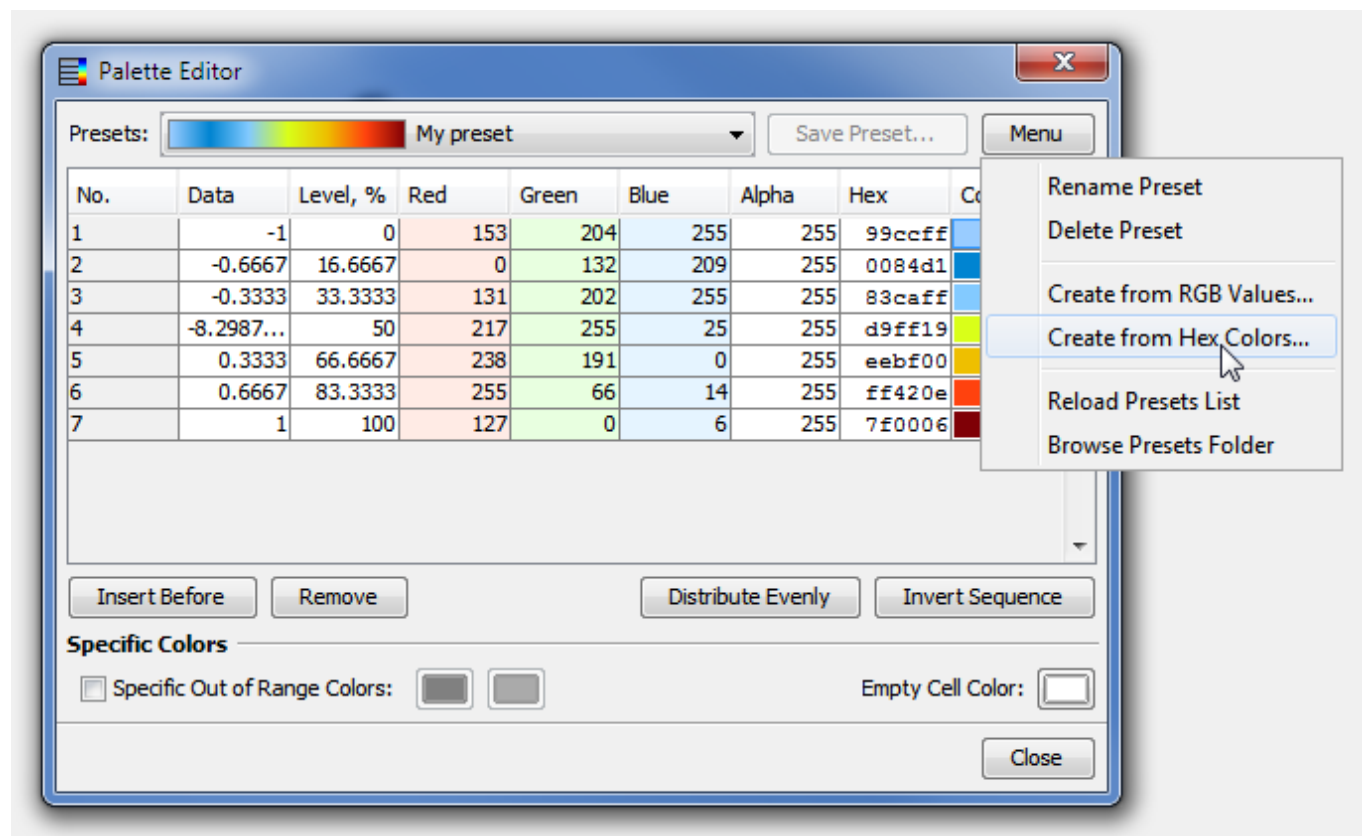 Palette Editor
Presets: My preset Save Preset... Menu
No. Data Level, % Red Green Blue Alpha Hex
1 -1 0 153 204 255 255 99ccff
2 -0.6667 16.6667 0 132 209 255 0084d1
3 -0.3333 33.3333 131 202 255 255 83caff
4 -8.2987... 50 217 255 25 255 d9ff19
5 0.3333 66.6667 238 191 0 255 eebf00
6 0.6667 83.3333 255 66 14 255 ff420e
7 1 100 127 0 6 255 7f0006
Rename Preset
Delete Preset
Create from RGB Values...
Create from Hex Colors...
Reload Presets List
Browse Presets Folder
Insert Before Remove Distribute Evenly Invert Sequence
Specific Colors
Specific Out of Range Colors: Empty Cell Color:
Close